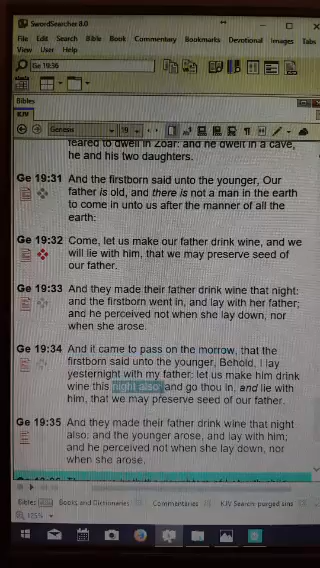 SwordSearcher 8.0
File Edit Search Bible Book Commentary Bookmarks Devotional Images Tabs
View User Help
Ge 19:36
Bibles
KJV
Genesis 19
feared to dwell in Zoar: and he dwelt in a cave,
he and his two daughters.
Ge 19:31 And the firstborn said unto the younger, Our
father is old, and there is not a man in the earth
to come in unto us after the manner of all the
earth:
Ge 19:32 Come, let us make our father drink wine, and we
will lie with him, that we may preserve seed of
our father.
Ge 19:33 And they made their father drink wine that night:
and the firstborn went in, and lay with her father;
and he perceived not when she lay down, nor
when she arose.
Ge 19:34 And it came to pass on the morrow, that the
firstborn said unto the younger, Behold, I lay
yesternight with my father: let us make him drink
wine this night also; and go thou in, and lie with
him, that we may preserve seed of our father.
Ge 19:35 And they made their father drink wine that night
also: and the younger arose, and lay with him;
and he perceived not when she lay down, nor
when she arose.
Bibles Books and Dictionaries Commentaries KJV Search: purged sins
125%